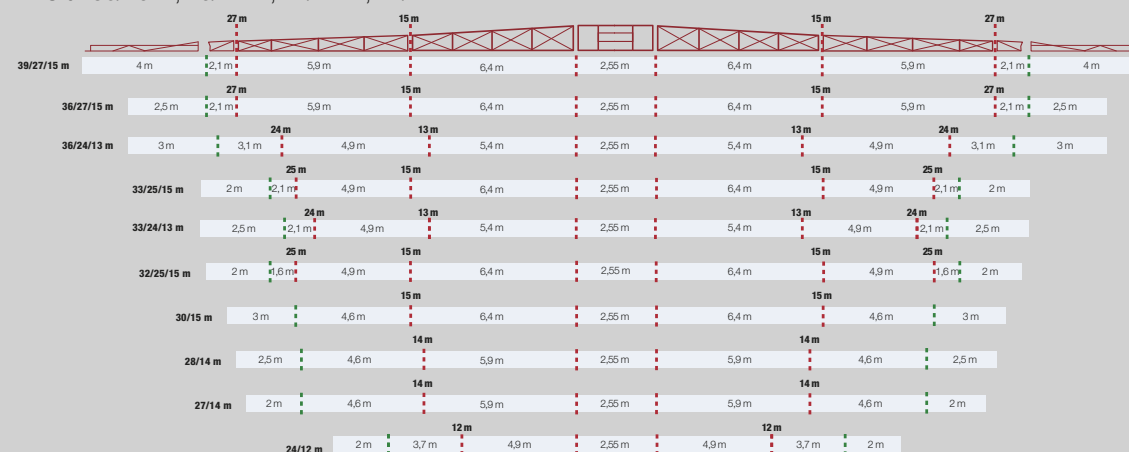 27 m 15 m 15 m 27 m
39/27/15 m 4 m 2,1 m 5,9 m 6,4 m 2,55 m 6,4 m 5,9 m 2,1 m 4 m
27 m 15 m 15 m 27 m
36/27/15 m 2,5 m 2,1 m 5,9 m 6,4 m 2,55 m 6,4 m 5,9 m 2,1 m 2,5 m
24 m 13 m 13 m 24 m
36/24/13 m 3 m 3,1 m 4,9 m 5,4 m 2,55 m 5,4 m 4,9 m 3,1 m 3 m
25 m 15 m 15 m 25 m
33/25/15 m 2 m 2,1 m 4,9 m 6,4 m 2,55 m 6,4 m 4,9 m 2,1 m 2 m
24 m 13 m 13 m 24 m
33/24/13 m 2,5 m 2,1 m 4,9 m 5,4 m 2,55 m 5,4 m 4,9 m 2,1 m 2,5 m
25 m 15 m 15 m 25 m
32/25/15 m 2 m 1,6 m 4,9 m 6,4 m 2,55 m 6,4 m 4,9 m 1,6 m 2 m
15 m 15 m
30/15 m 3 m 4,6 m 6,4 m 2,55 m 6,4 m 4,6 m 3 m
14 m 14 m
28/14 m 2,5 m 4,6 m 5,9 m 2,55 m 5,9 m 4,6 m 2,5 m
14 m 14 m
27/14 m 2 m 4,6 m 5,9 m 2,55 m 5,9 m 4,6 m 2 m
12 m 12 m
24/12 m 2 m 3,7 m 4,9 m 2,55 m 4,9 m 3,7 m 2 m